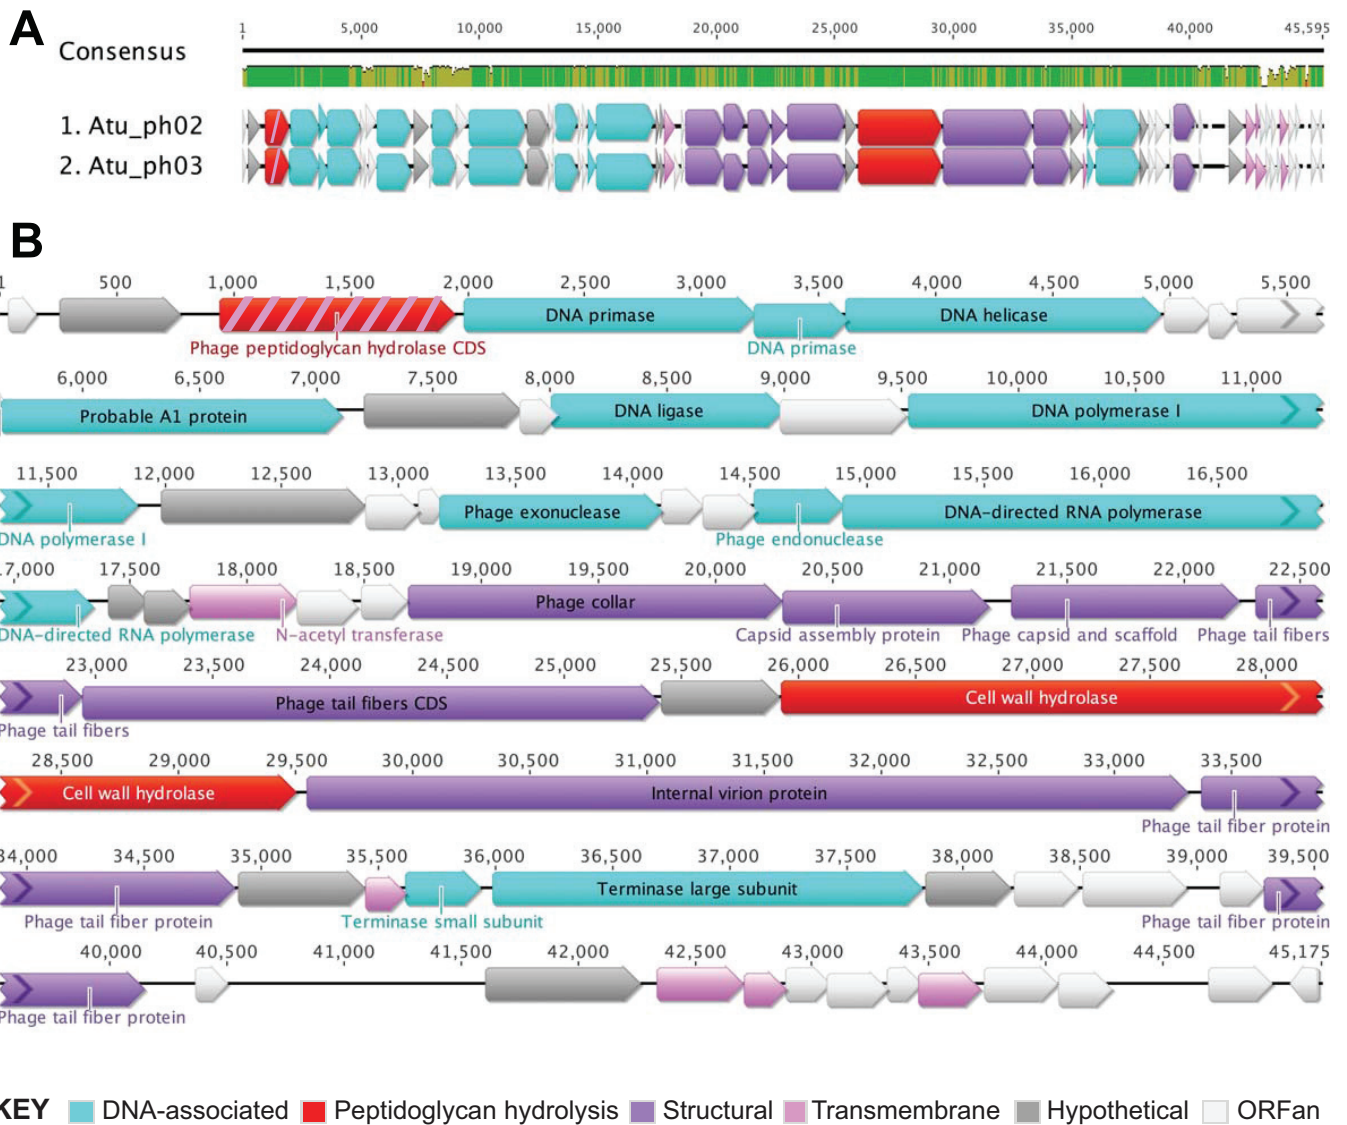 A
1 5,000 10,000 15,000 20,000 25,000 30,000 35,000 40,000 45,595
Consensus
1. Atu_ph02
2. Atu_ph03
B
1 500 1,000 1,500 2,000 2,500 3,000 3,500 4,000 4,500 5,000 5,500
DNA primase DNA helicase
Phage peptidoglycan hydrolase CDS DNA primase
6,000 6,500 7,000 7,500 8,000 8,500 9,000 9,500 10,000 10,500 11,000
Probable A1 protein DNA ligase DNA polymerase I
11,500 12,000 12,500 13,000 13,500 14,000 14,500 15,000 15,500 16,000 16,500
Phage exonuclease DNA-directed RNA polymerase
DNA polymerase I Phage endonuclease
17,000 17,500 18,000 18,500 19,000 19,500 20,000 20,500 21,000 21,500 22,000 22,500
Phage collar
DNA-directed RNA polymerase N-acetyl transferase Capsid assembly protein Phage capsid and scaffold Phage tail fibers
23,000 23,500 24,000 24,500 25,000 25,500 26,000 26,500 27,000 27,500 28,000
Phage tail fibers CDS Cell wall hydrolase
Phage tail fibers
28,500 29,000 29,500 30,000 30,500 31,000 31,500 32,000 32,500 33,000 33,500
Cell wall hydrolase Internal virion protein
Phage tail fiber protein
34,000 34,500 35,000 35,500 36,000 36,500 37,000 37,500 38,000 38,500 39,000 39,500
Terminase large subunit
Phage tail fiber protein Terminase small subunit Phage tail fiber protein
40,000 40,500 41,000 41,500 42,000 42,500 43,000 43,500 44,000 44,500 45,175
Phage tail fiber protein
KEY DNA-associated Peptidoglycan hydrolysis Structural Transmembrane Hypothetical ORFan